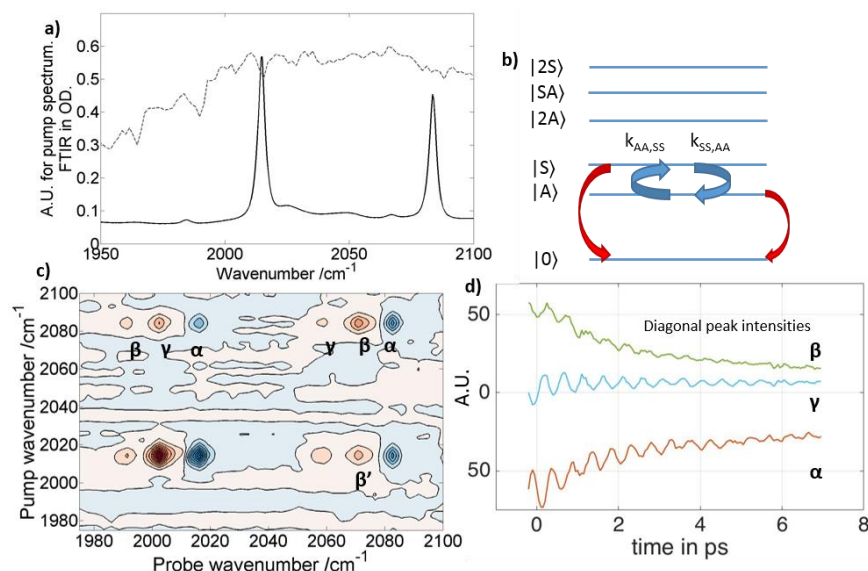 a)
A.U. for pump spectrum.
FTIR in OD.
0.6
0.5
0.4
0.3
0.2
0.1
0
1950
2000
2050
2100
Wavenumber /cm⁻¹
b)
|2S⟩
|SA⟩
|2A⟩
k_AA,SS k_SS,AA
|S⟩
|A⟩
|0⟩
c)
Pump wavenumber /cm⁻¹
2100
2080
2060
2040
2020
2000
1980
β γ α γ β α
β'
1980 2000 2020 2040 2060 2080 2100
Probe wavenumber /cm⁻¹
d)
Diagonal peak intensities
A.U.
50
0
50
β
γ
α
0 2 4 6 8
time in ps